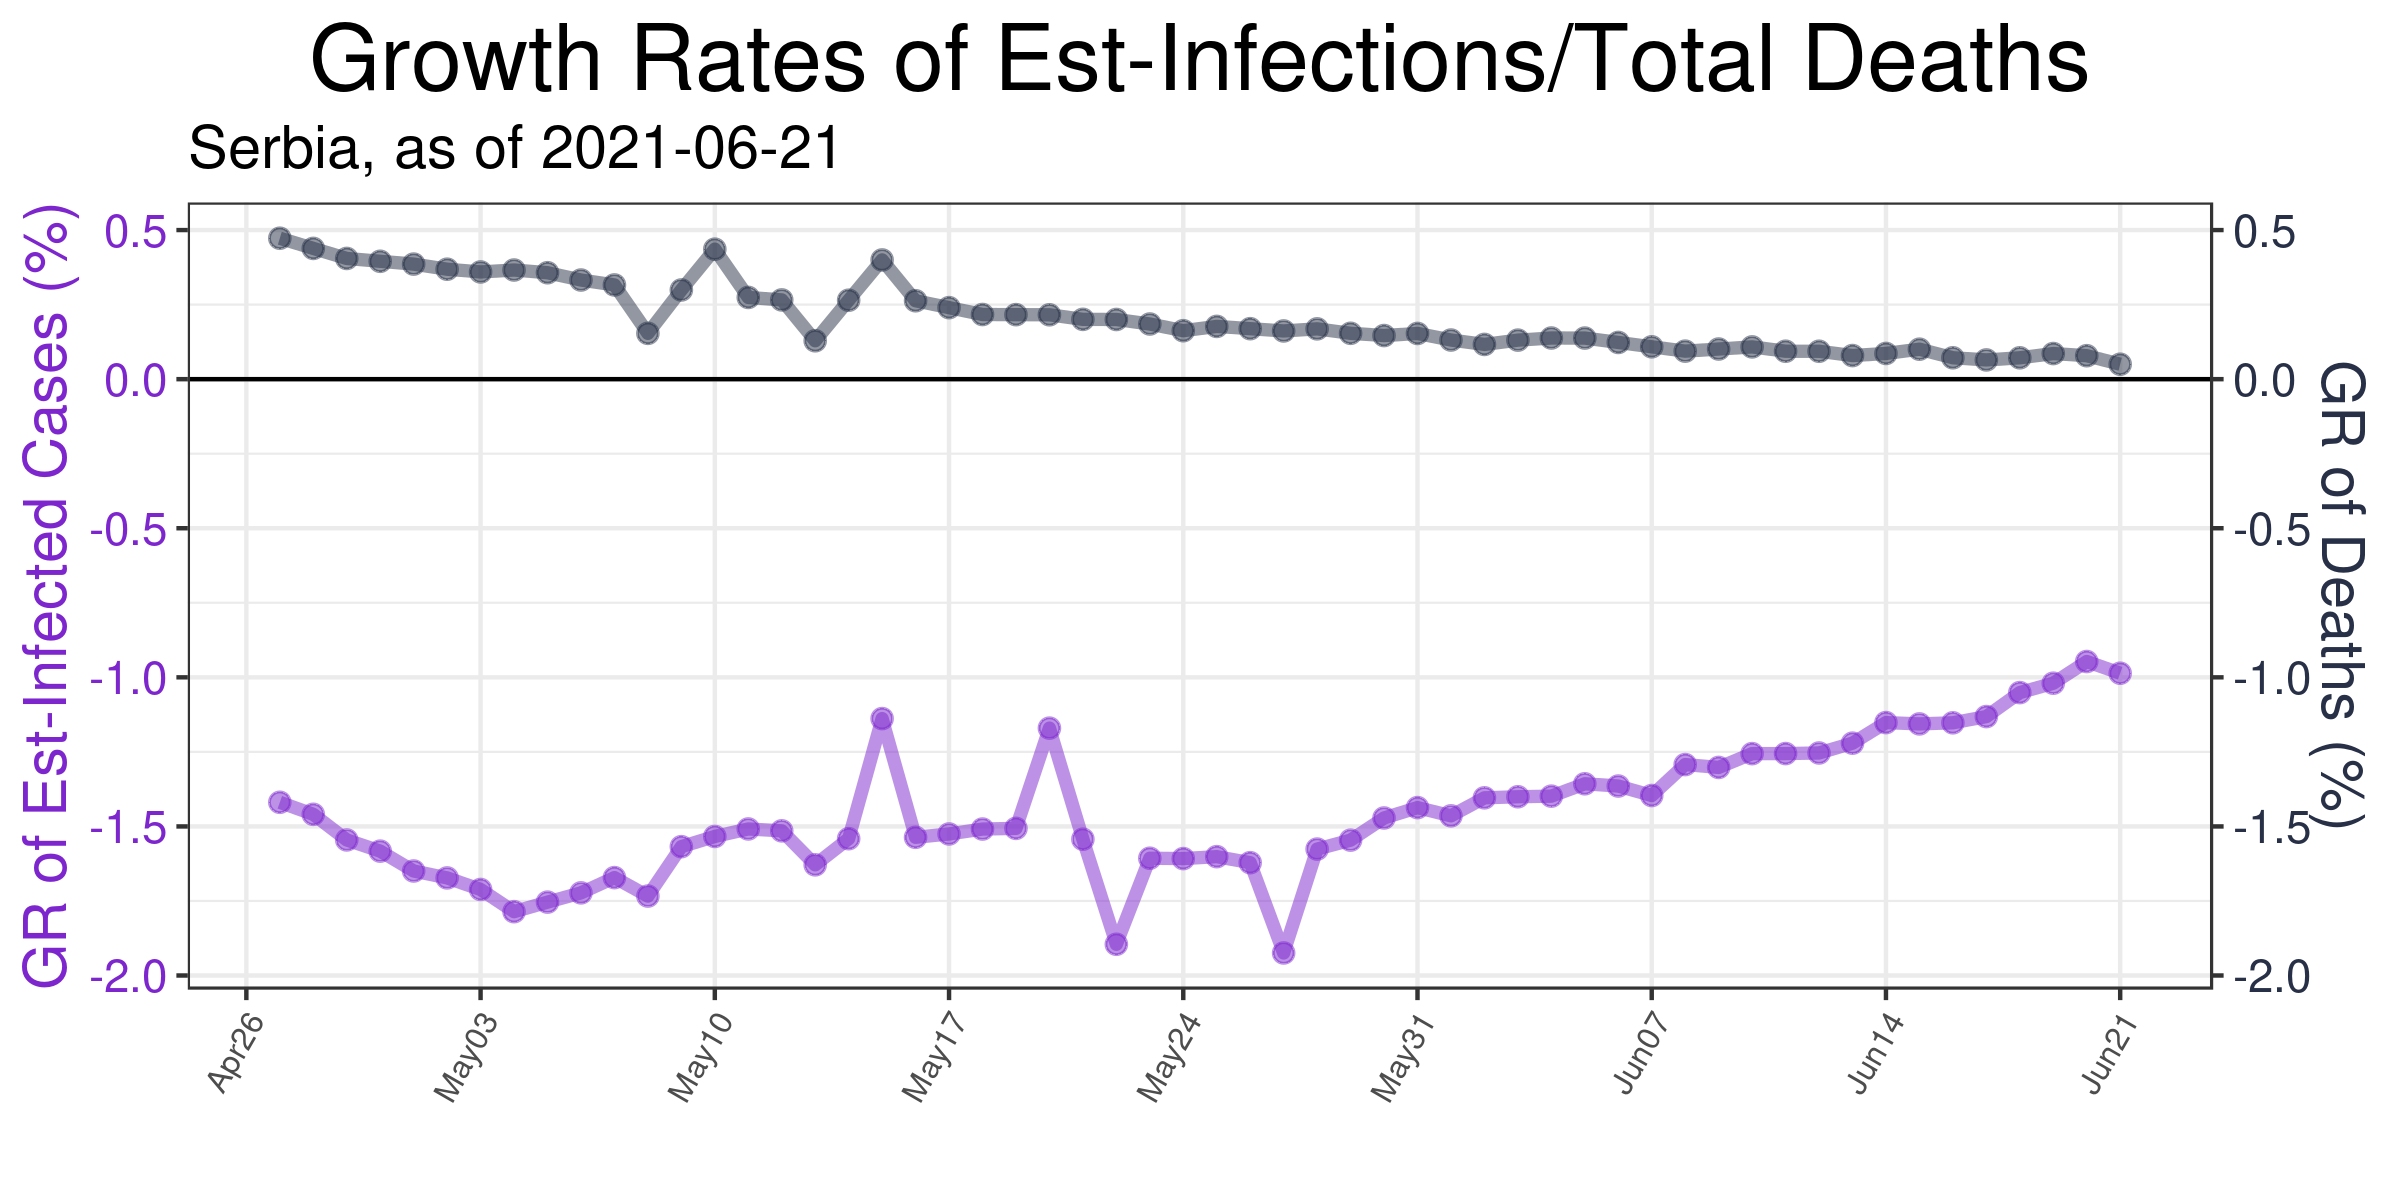 Growth Rates of Est-Infections/Total Deaths
Serbia, as of 2021-06-21
GR of Est-Infected Cases (%)
0.5
0.0
-0.5
-1.0
-1.5
-2.0
0.5
0.0
-0.5
-1.0
-1.5
-2.0
GR of Deaths (%)
Apr26
May03
May10
May17
May24
May31
Jun07
Jun14
Jun21